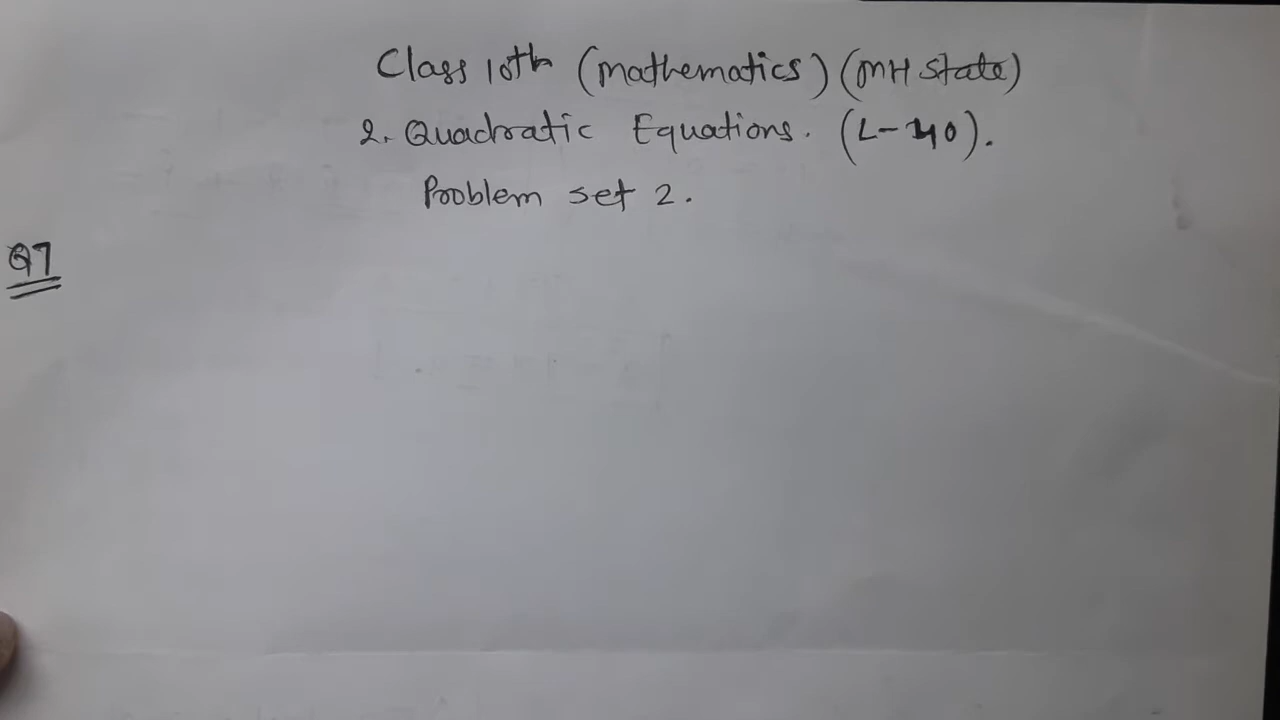 Class 10th (Mathematics) (MH State)
2. Quadratic Equations. (L-40).
Problem set 2.
Q7